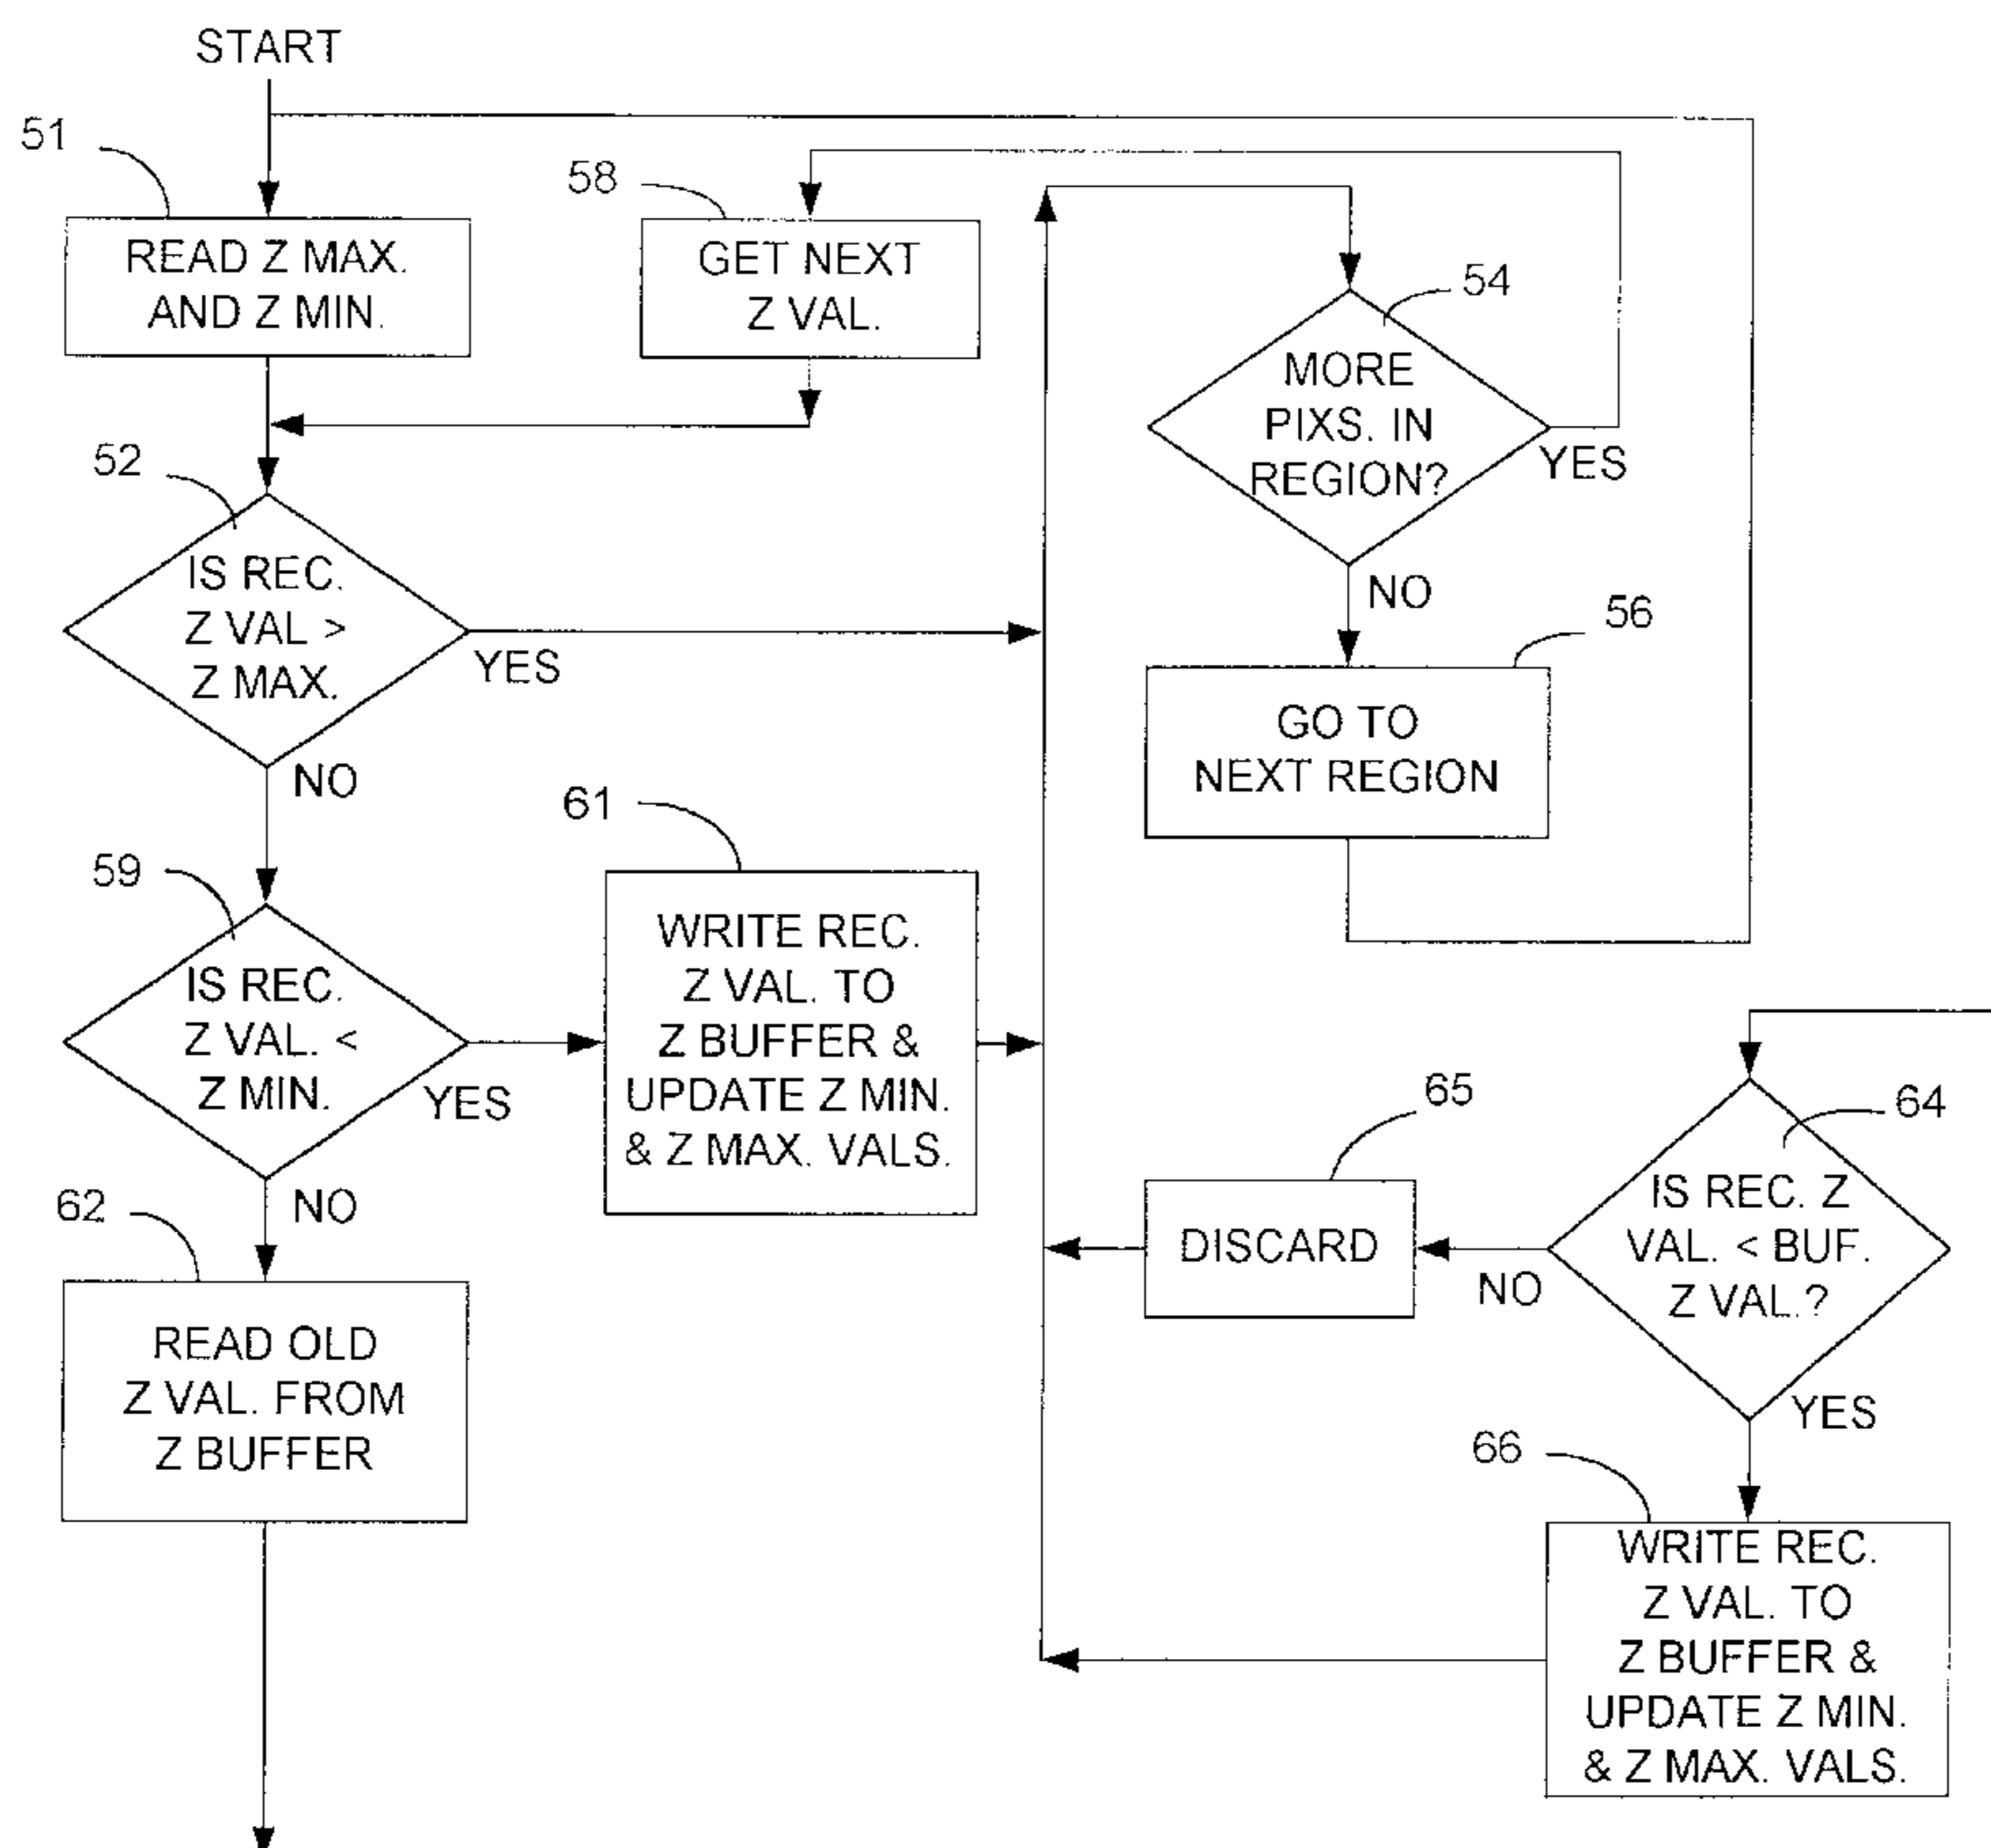 START
51
READ Z MAX.
AND Z MIN.
58
GET NEXT
Z VAL.
54
MORE
PIXS. IN
REGION?
YES
NO
52
IS REC.
Z VAL >
Z MAX.
YES
NO
56
GO TO
NEXT REGION
59
IS REC.
Z VAL. <
Z MIN.
YES
NO
61
WRITE REC.
Z VAL. TO
Z BUFFER &
UPDATE Z MIN.
& Z MAX. VALS.
62
READ OLD
Z VAL. FROM
Z BUFFER
64
IS REC. Z
VAL. < BUF.
Z VAL.?
NO
YES
65
DISCARD
66
WRITE REC.
Z VAL. TO
Z BUFFER &
UPDATE Z MIN.
& Z MAX. VALS.